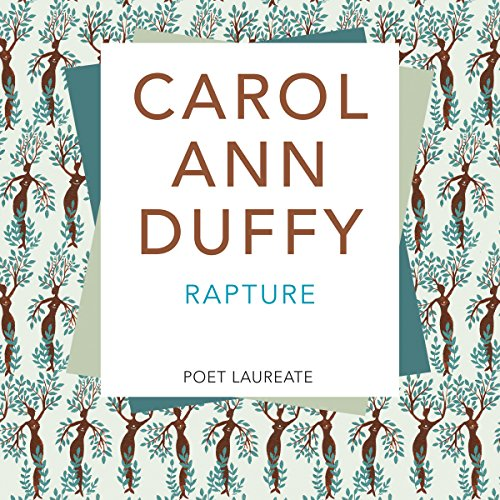 CAROL
ANN
DUFFY
RAPTURE
POET LAUREATE